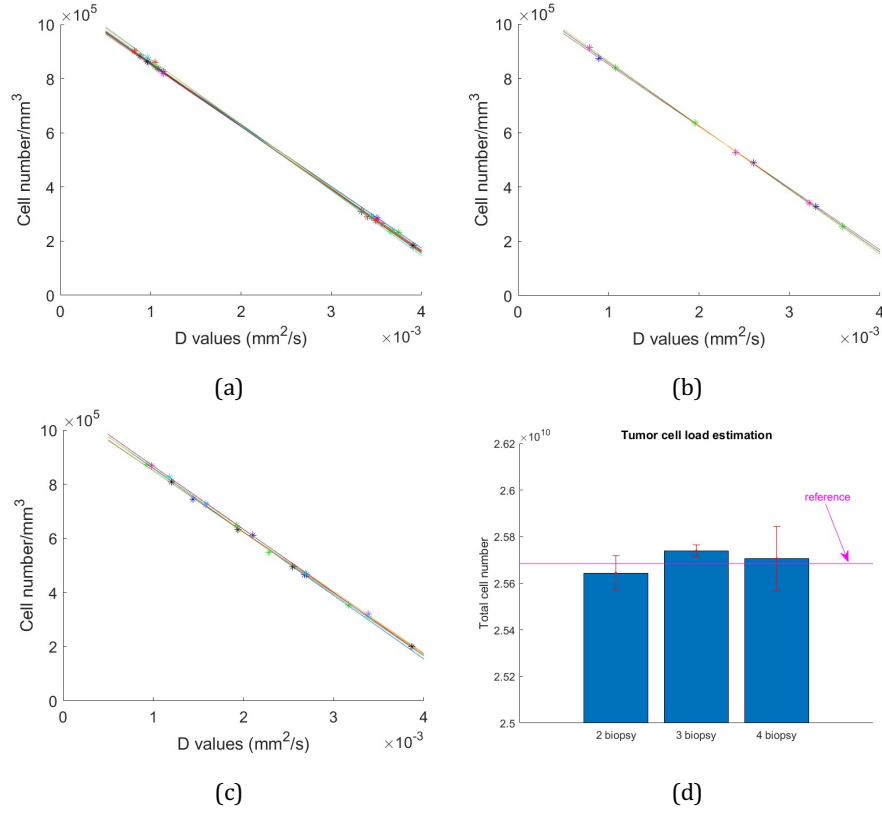 ×10^5
10
8
6
4
2
0
Cell number/mm^3
0 1 2 3 4
D values (mm^2/s)
×10^-3
(a)
×10^5
10
8
6
4
2
0
Cell number/mm^3
0 1 2 3 4
D values (mm^2/s)
×10^-3
(b)
×10^5
10
8
6
4
2
0
Cell number/mm^3
0 1 2 3 4
D values (mm^2/s)
×10^-3
(c)
×10^10
Tumor cell load estimation
2.62
2.6
2.58
2.56
2.54
2.52
2.5
Total cell number
reference
2 biopsy 3 biopsy 4 biopsy
(d)